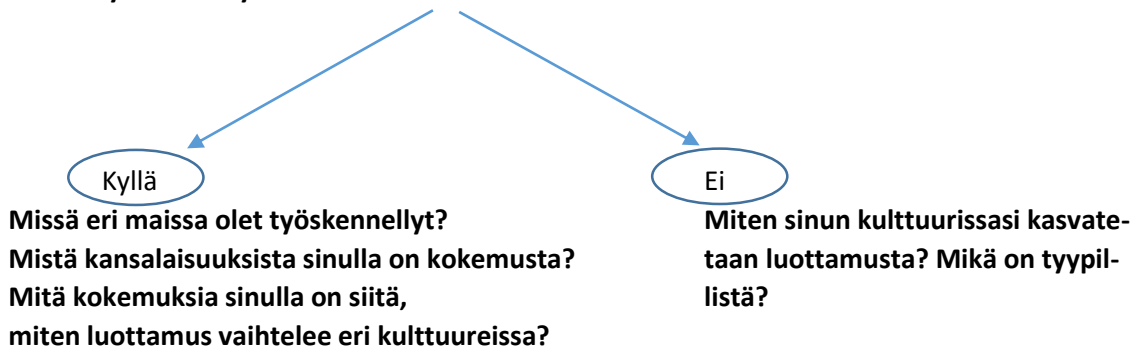 Kyllä
Ei
Missä eri maissa olet työskennellyt?
Mistä kansalaisuuksista sinulla on kokemusta?
Mitä kokemuksia sinulla on siitä,
miten luottamus vaihtelee eri kulttuureissa?
Miten sinun kulttuurissasi kasvate-
taan luottamusta? Mikä on tyypil-
listä?